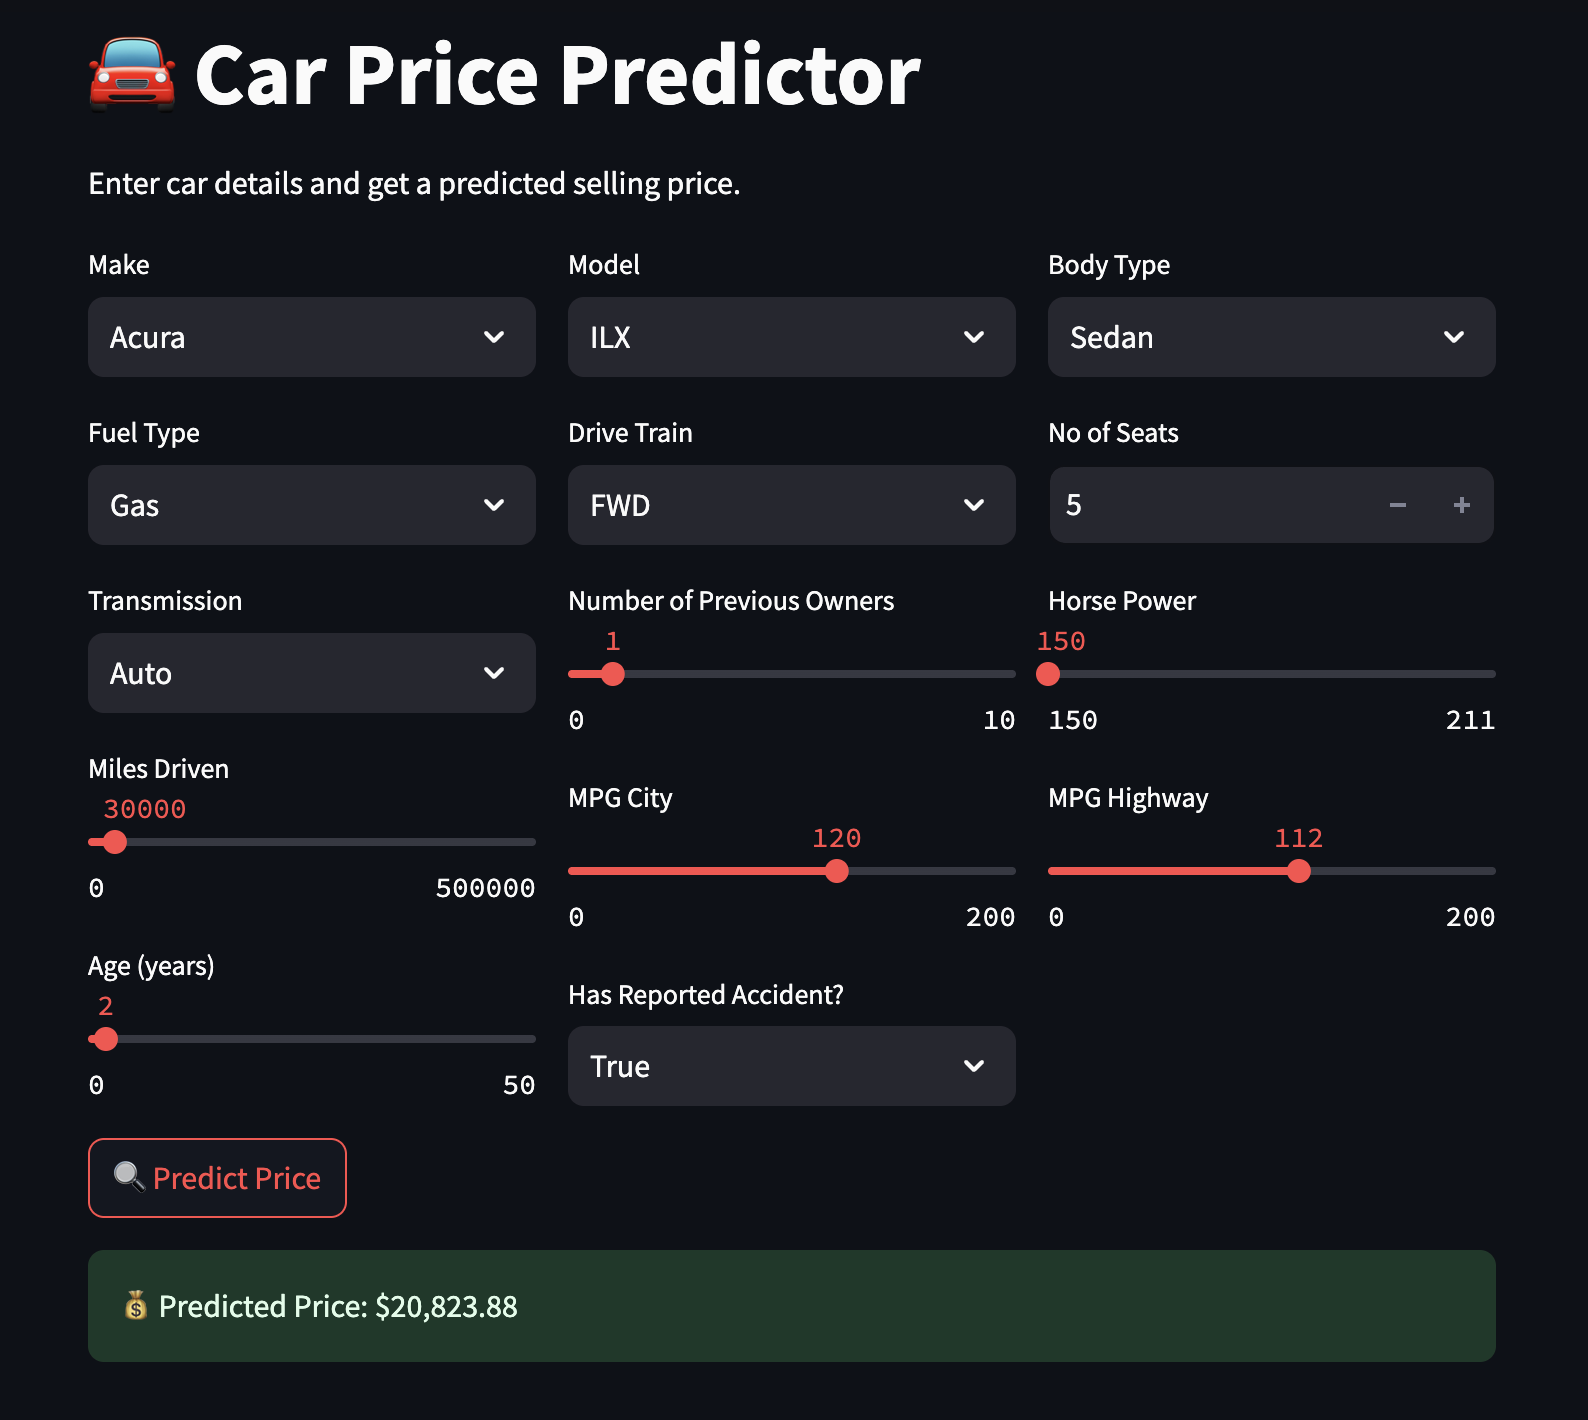 Car Price Predictor
Enter car details and get a predicted selling price.
Make
Acura
Model
ILX
Body Type
Sedan
Fuel Type
Gas
Drive Train
FWD
No of Seats
5
Transmission
Auto
Number of Previous Owners
1
0 10
Horse Power
150
150 211
Miles Driven
30000
0 500000
MPG City
120
0 200
MPG Highway
112
0 200
Age (years)
2
0 50
Has Reported Accident?
True
Predict Price
Predicted Price: $20,823.88